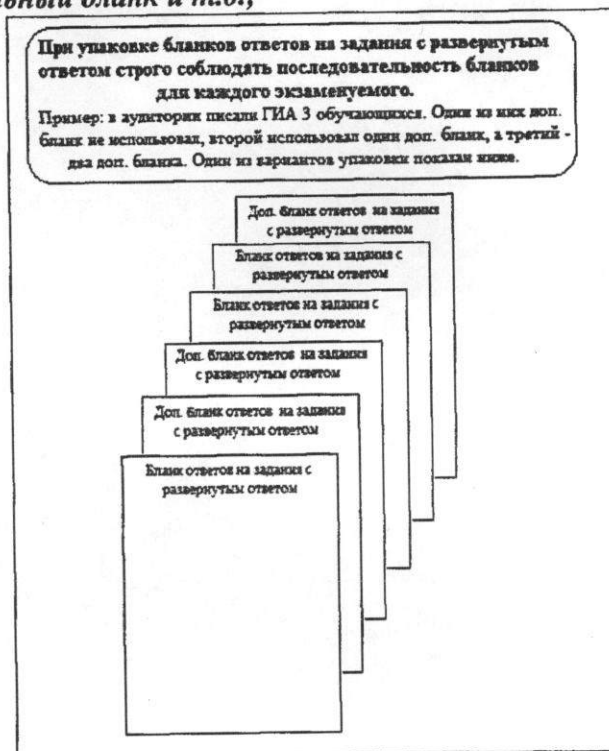 ьный бланк и т.д.;
При упаковке бланков ответов на задания с развернутым
ответом строго соблюдать последовательность бланков
для каждого экзаменуемого.
Пример: в аудитории писали ГИА 3 обучающихся. Один из них доп.
бланк не использовал, второй использовал один доп. бланк, а третий -
два доп. бланка. Один из вариантов упаковки показан ниже.
Доп. бланк ответов на задания
с развернутым ответом
Бланк ответов на задания с
развернутым ответом
Бланк ответов на задания с
развернутым ответом
Доп. бланк ответов на задания
с развернутым ответом
Доп. бланк ответов на задания
с развернутым ответом
Бланк ответов на задания с
развернутым ответом